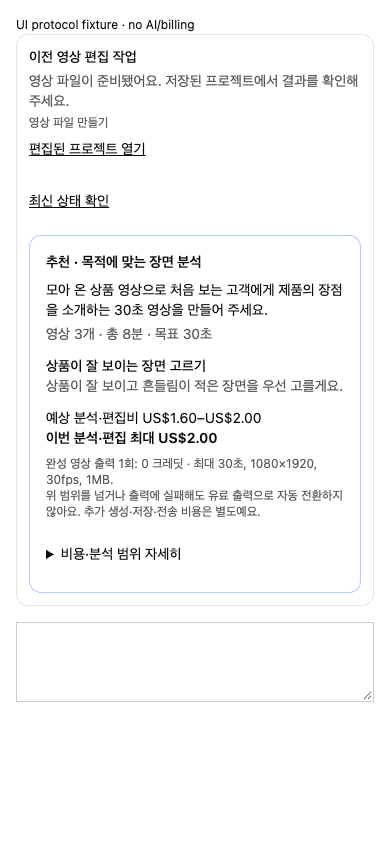 UI protocol fixture · no AI/billing
이전 영상 편집 작업
영상 파일이 준비됐어요. 저장된 프로젝트에서 결과를 확인해
주세요.
영상 파일 만들기
편집된 프로젝트 열기
최신 상태 확인
추천 · 목적에 맞는 장면 분석
모아 온 상품 영상으로 처음 보는 고객에게 제품의 장점
을 소개하는 30초 영상을 만들어 주세요.
영상 3개 · 총 8분 · 목표 30초
상품이 잘 보이는 장면 고르기
상품이 잘 보이고 흔들림이 적은 장면을 우선 고를게요.
예상 분석·편집비 US$1.60–US$2.00
이번 분석·편집 최대 US$2.00
완성 영상 출력 1회: 0 크레딧 · 최대 30초, 1080×1920,
30fps, 1MB.
위 범위를 넘거나 출력에 실패해도 유료 출력으로 자동 전환하지
않아요. 추가 생성·저장·전송 비용은 별도예요.
▶ 비용·분석 범위 자세히